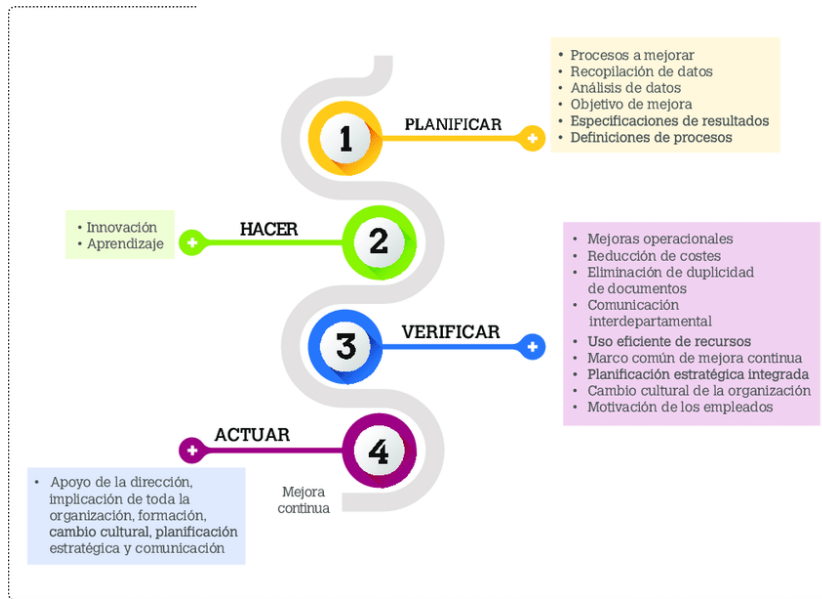 1
PLANIFICAR
• Procesos a mejorar
• Recopilación de datos
• Análisis de datos
• Objetivo de mejora
• Especificaciones de resultados
• Definiciones de procesos
2
HACER
• Innovación
• Aprendizaje
3
VERIFICAR
• Mejoras operacionales
• Reducción de costes
• Eliminación de duplicidad
de documentos
• Comunicación
interdepartamental
• Uso eficiente de recursos
• Marco común de mejora continua
• Planificación estratégica integrada
• Cambio cultural de la organización
• Motivación de los empleados
4
ACTUAR
• Apoyo de la dirección,
implicación de toda la
organización, formación,
cambio cultural, planificación
estratégica y comunicación
Mejora
continua